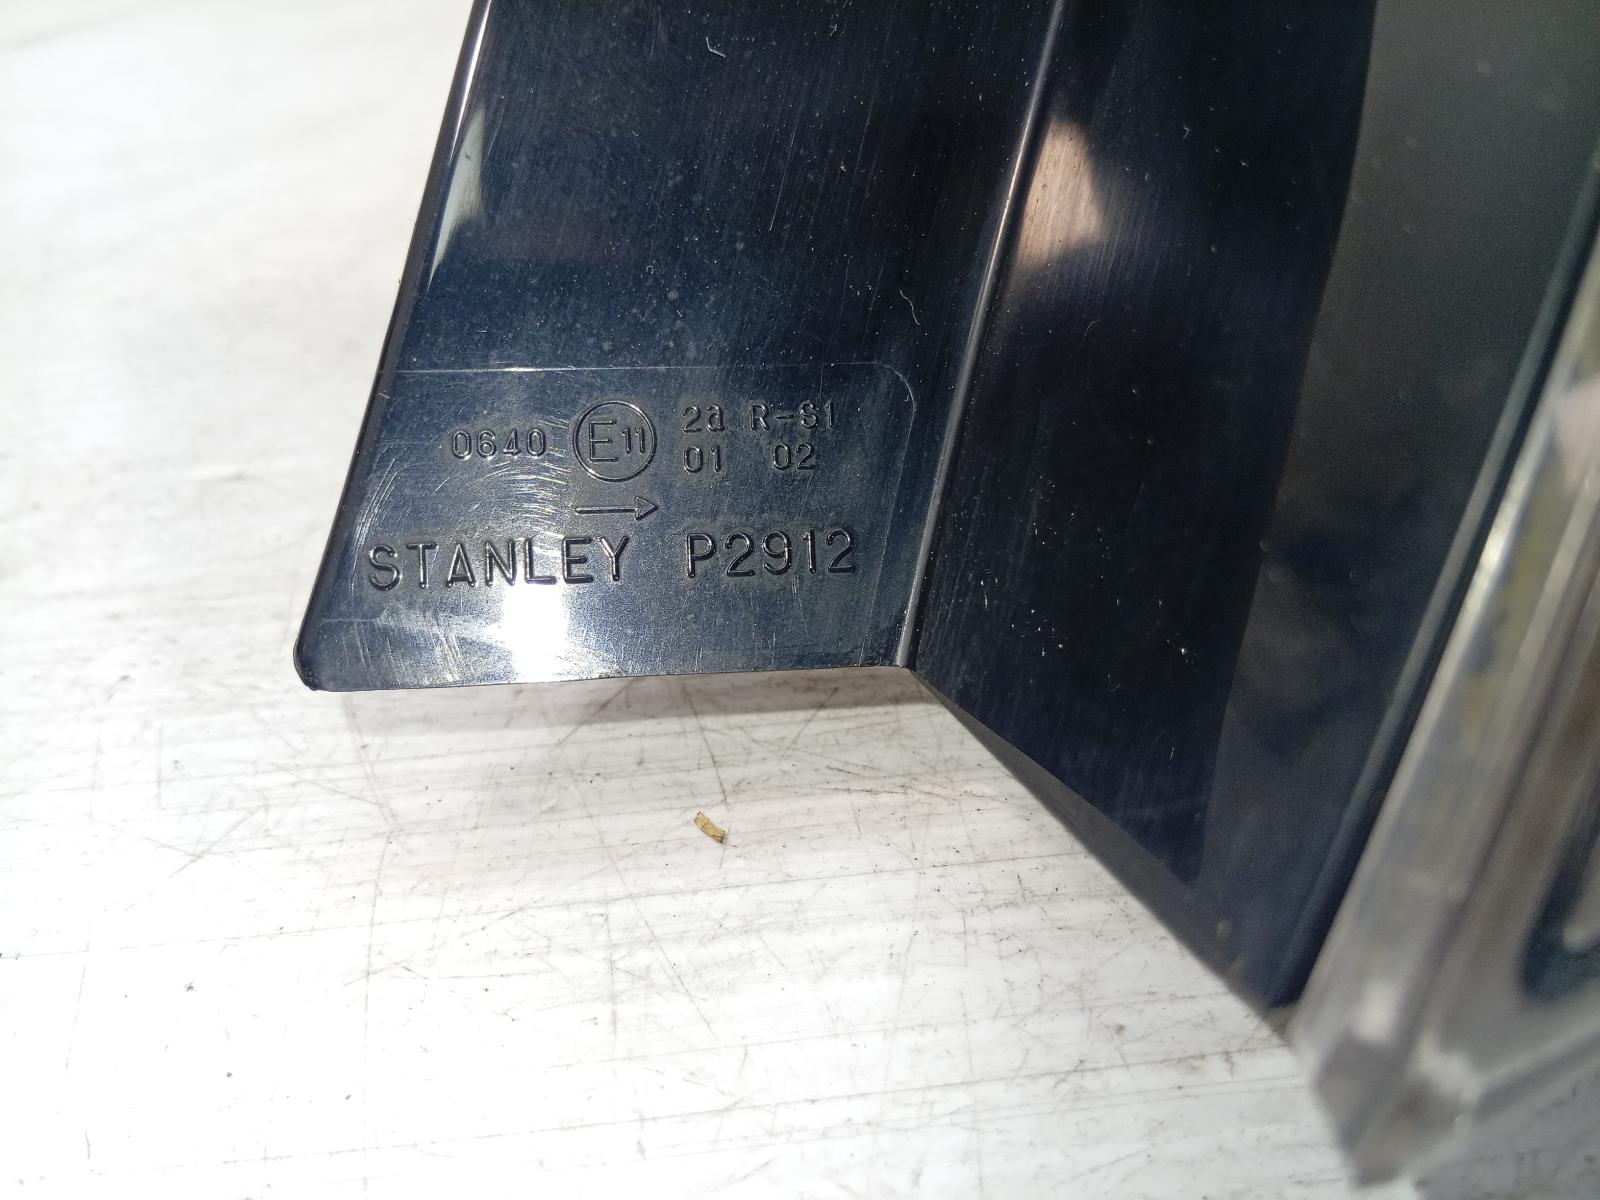 0640 E11 2a R-S1
01 02
→
STANLEY P2912